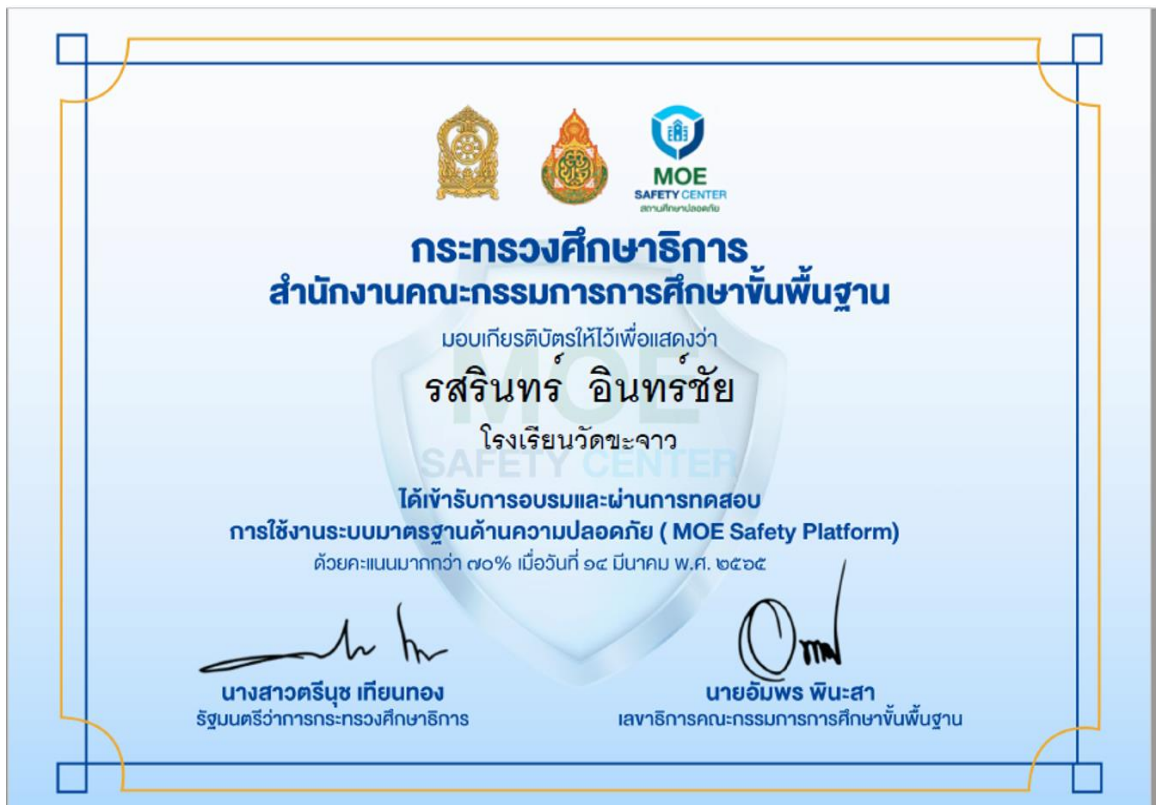 MOE
SAFETY CENTER
สถานศึกษาปลอดภัย
กระทรวงศึกษาธิการ
สำนักงานคณะกรรมการการศึกษาขั้นพื้นฐาน
มอบเกียรติบัตรให้ไว้เพื่อแสดงว่า
รสรินทร์ อินทร์ชัย
โรงเรียนวัดขะจาว
MOE
SAFETY CENTER
ได้เข้ารับการอบรมและผ่านการทดสอบ
การใช้งานระบบมาตรฐานด้านความปลอดภัย ( MOE Safety Platform)
ด้วยคะแนนมากกว่า ๗๐% เมื่อวันที่ ๑๔ มีนาคม พ.ศ. ๒๕๖๕
นางสาวตรีนุช เทียนทอง
รัฐมนตรีว่าการกระทรวงศึกษาธิการ
นายอัมพร พินะสา
เลขาธิการคณะกรรมการการศึกษาขั้นพื้นฐาน